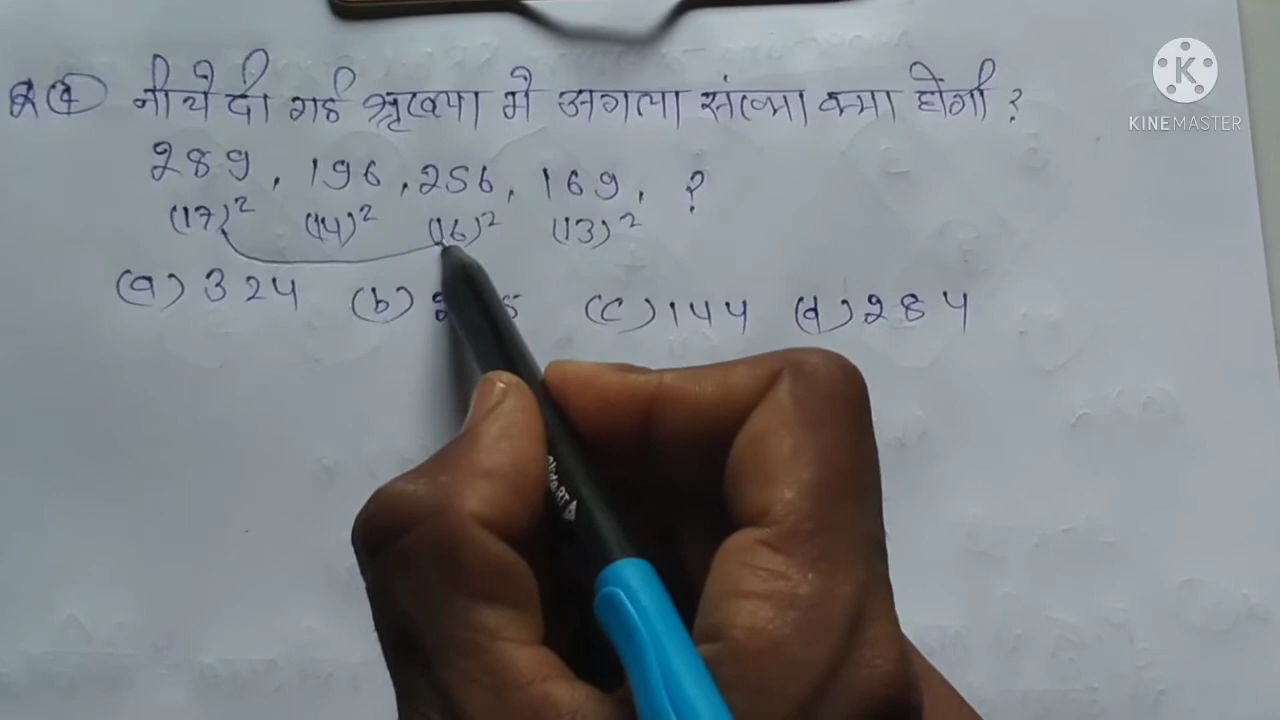 नीचे दी गई श्रृंखला में अगला संख्या क्या होगी ?
289, 196, 256, 169, ?
(17)² (14)² (16)² (13)²
(a) 324 (b) (c) 144 (d) 284
K
KINEMASTER